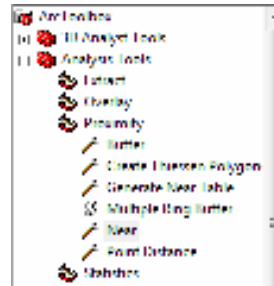 ArcToolbox
3D Analyst Tools
Analysis Tools
Extract
Overlay
Proximity
Buffer
Create Thiessen Polygon
Generate Near Table
Multiple Ring Buffer
Near
Point Distance
Statistics